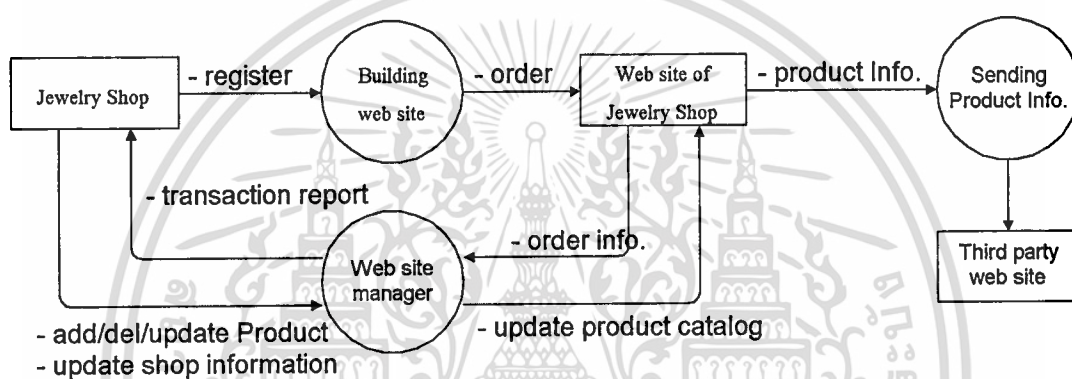 Jewelry Shop
- register
Building
web site
- order
Web site of
Jewelry Shop
- product Info.
Sending
Product Info.
- transaction report
- order info.
Web site
manager
Third party
web site
- add/del/update Product
- update shop information
- update product catalog